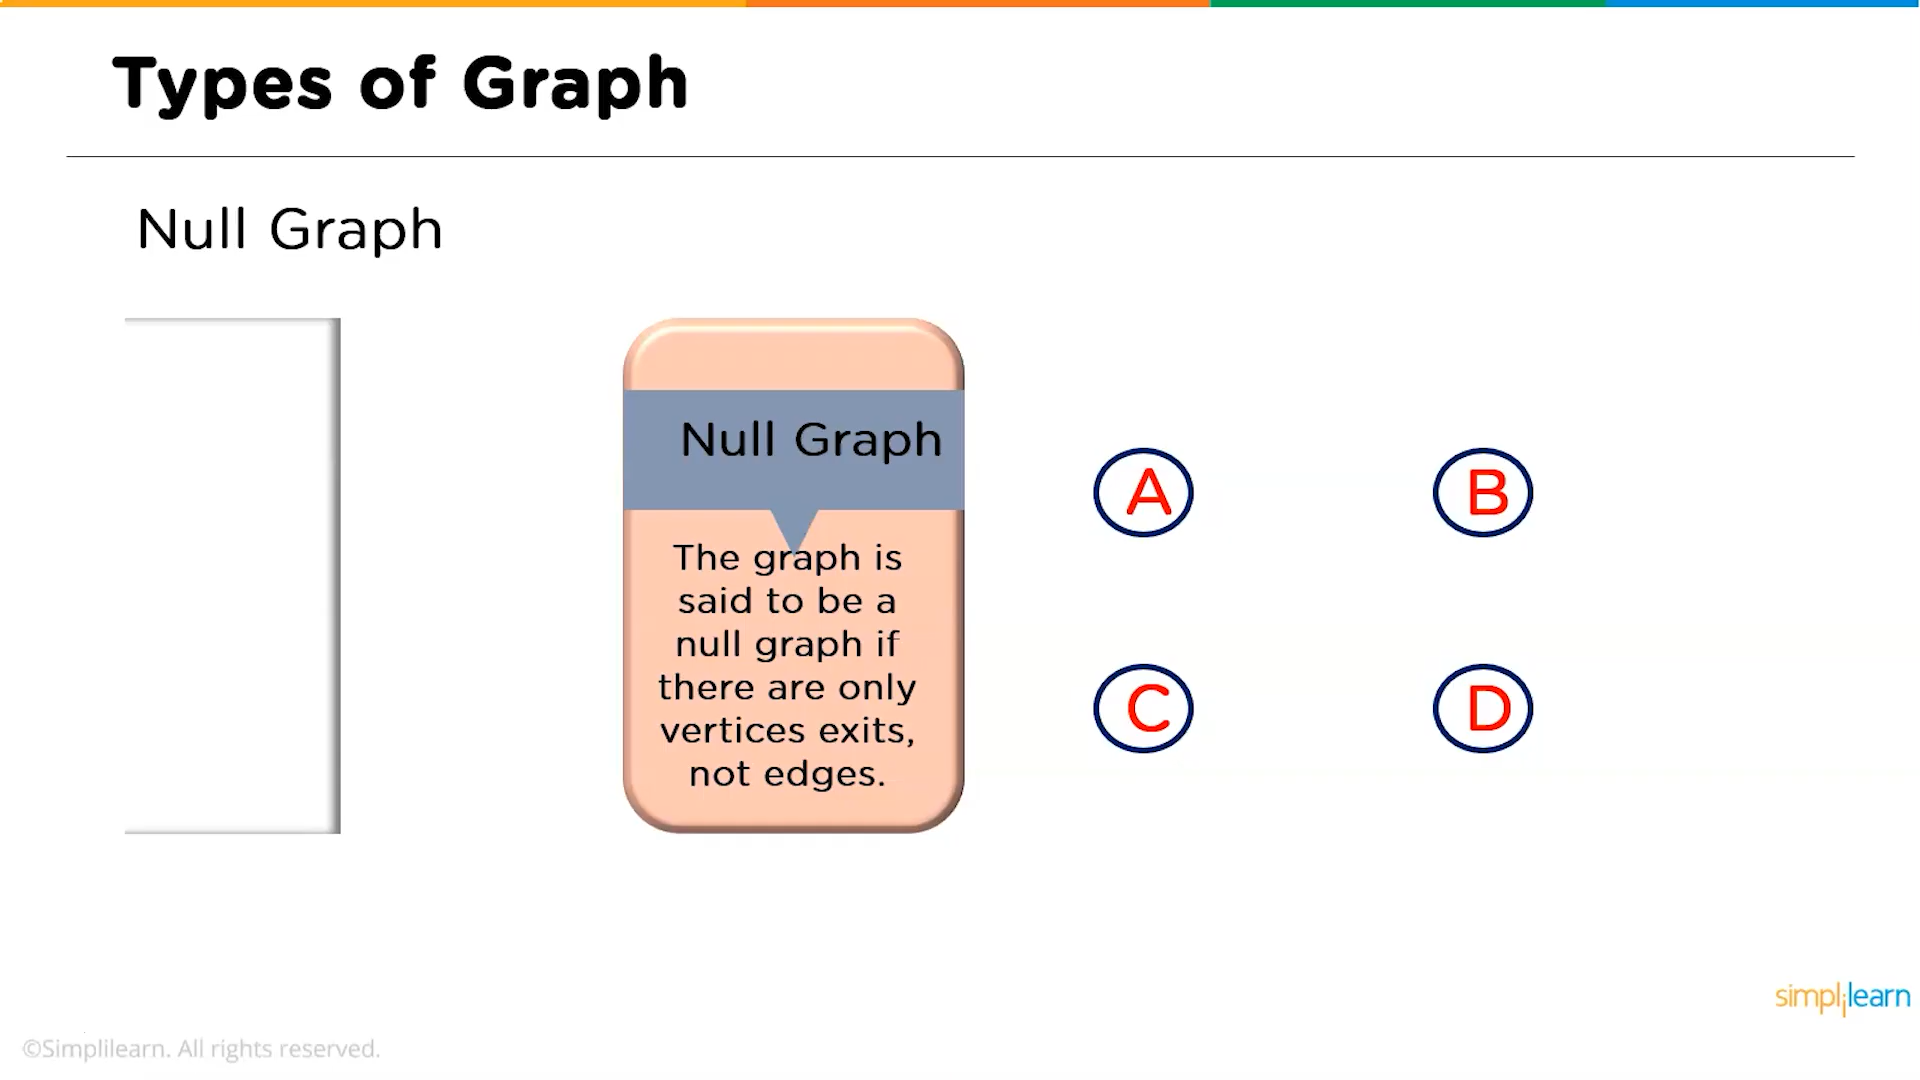 Types of Graph
Null Graph
Null Graph
The graph is
said to be a
null graph if
there are only
vertices exits,
not edges.
A
B
C
D
simplilearn
©Simplilearn. All rights reserved.